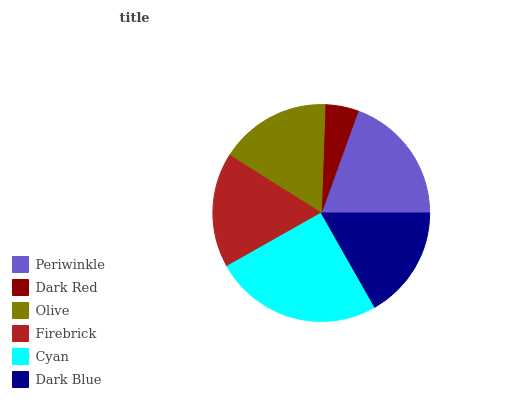 title
Periwinkle
Dark Red
Olive
Firebrick
Cyan
Dark Blue